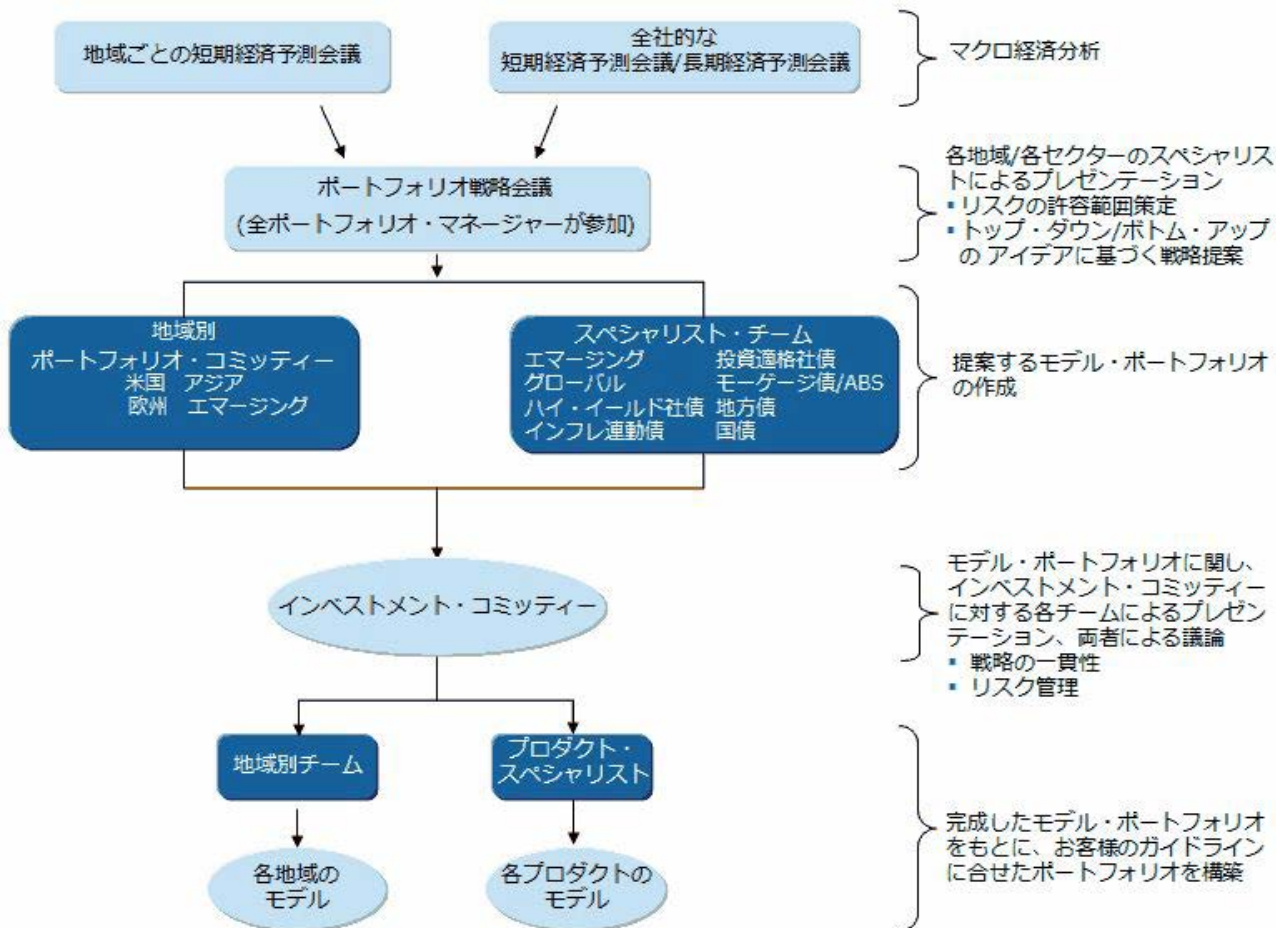 地域ごとの短期経済予測会議
全社的な
短期経済予測会議/長期経済予測会議
マクロ経済分析
ポートフォリオ戦略会議
(全ポートフォリオ・マネージャーが参加)
各地域/各セクターのスペシャリス
トによるプレゼンテーション
▪ リスクの許容範囲策定
▪ トップ・ダウン/ボトム・アップ
の アイデアに基づく戦略提案
地域別
ポートフォリオ・コミッティー
米国 アジア
欧州 エマージング
スペシャリスト・チーム
エマージング 投資適格社債
グローバル モーゲージ債/ABS
ハイ・イールド社債 地方債
インフレ連動債 国債
提案するモデル・ポートフォリオ
の作成
インベストメント・コミッティー
モデル・ポートフォリオに関し、
インベストメント・コミッティー
に対する各チームによるプレゼン
テーション、両者による議論
▪ 戦略の一貫性
▪ リスク管理
地域別チーム
プロダクト・
スペシャリスト
各地域の
モデル
各プロダクトの
モデル
完成したモデル・ポートフォリオ
をもとに、お客様のガイドライン
に合せたポートフォリオを構築